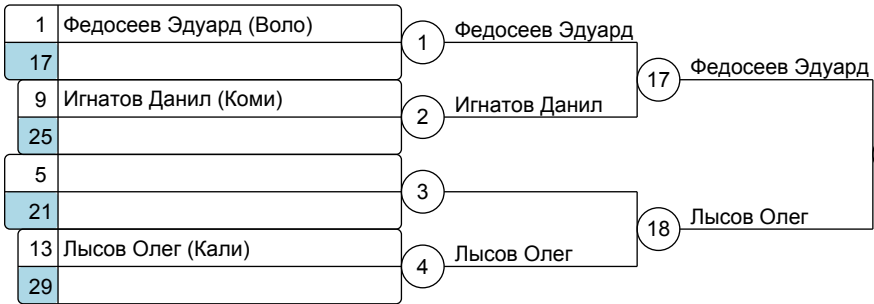 1 Федосеев Эдуард (Воло)
17
1 Федосеев Эдуард
9 Игнатов Данил (Коми)
25
2 Игнатов Данил
17 Федосеев Эдуард
5
21
3
13 Лысов Олег (Кали)
29
4 Лысов Олег
18 Лысов Олег